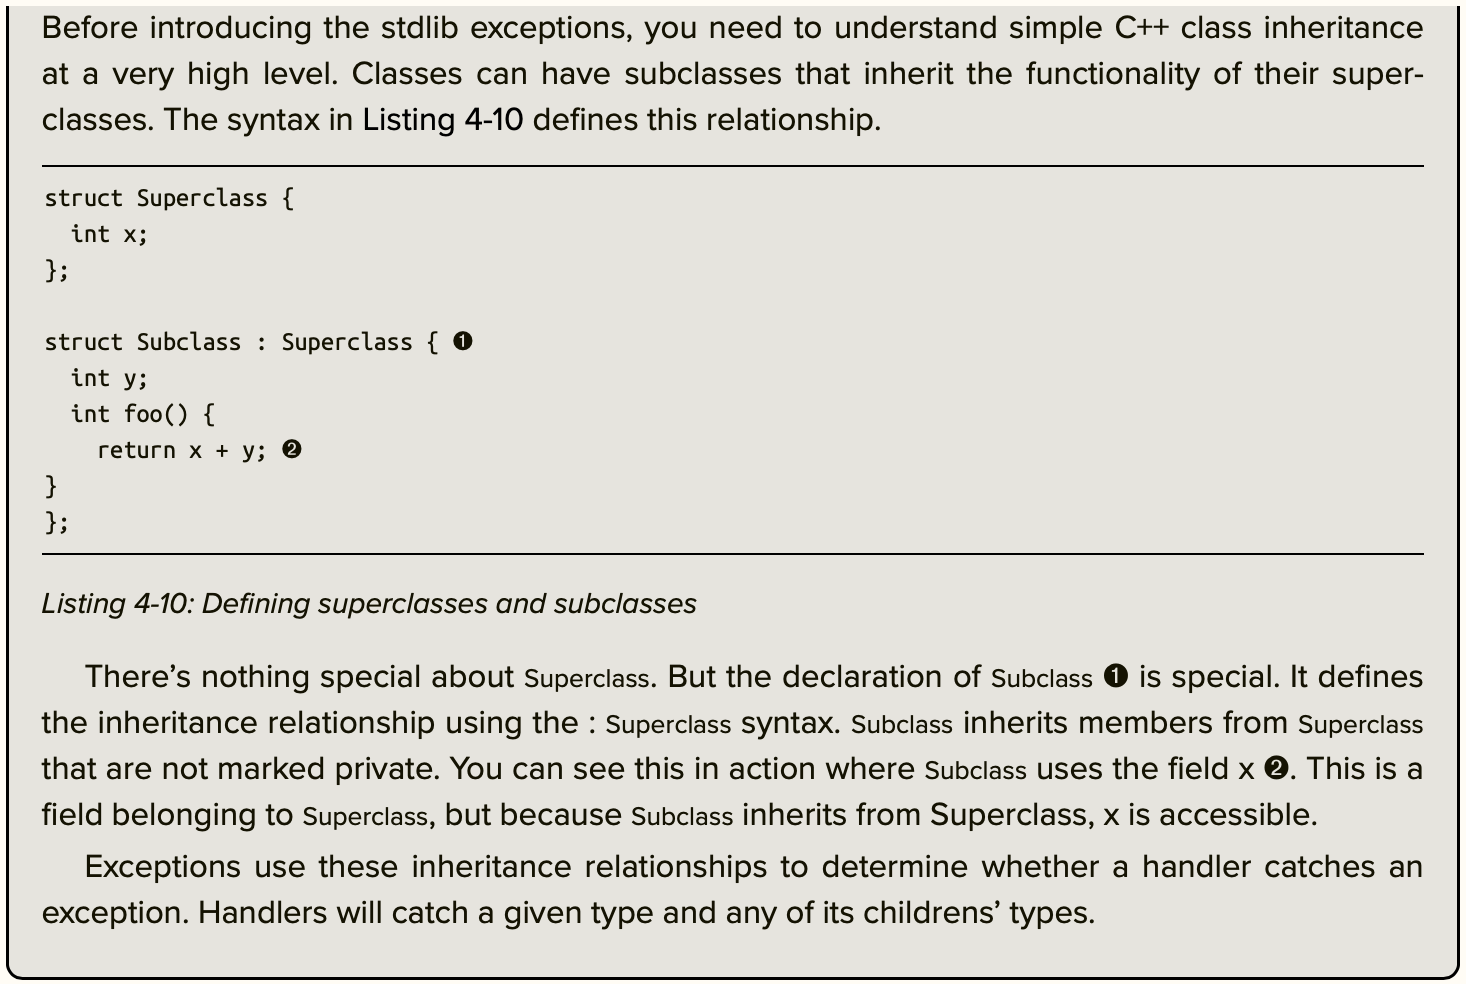 Before introducing the stdlib exceptions, you need to understand simple C++ class inheritance
at a very high level. Classes can have subclasses that inherit the functionality of their super-
classes. The syntax in Listing 4-10 defines this relationship.
struct Superclass {
  int x;
};

struct Subclass : Superclass { ❶
  int y;
  int foo() {
    return x + y; ❷
}
};
Listing 4-10: Defining superclasses and subclasses
There’s nothing special about Superclass. But the declaration of Subclass ❶ is special. It defines
the inheritance relationship using the : Superclass syntax. Subclass inherits members from Superclass
that are not marked private. You can see this in action where Subclass uses the field x ❷. This is a
field belonging to Superclass, but because Subclass inherits from Superclass, x is accessible.
Exceptions use these inheritance relationships to determine whether a handler catches an
exception. Handlers will catch a given type and any of its childrens’ types.